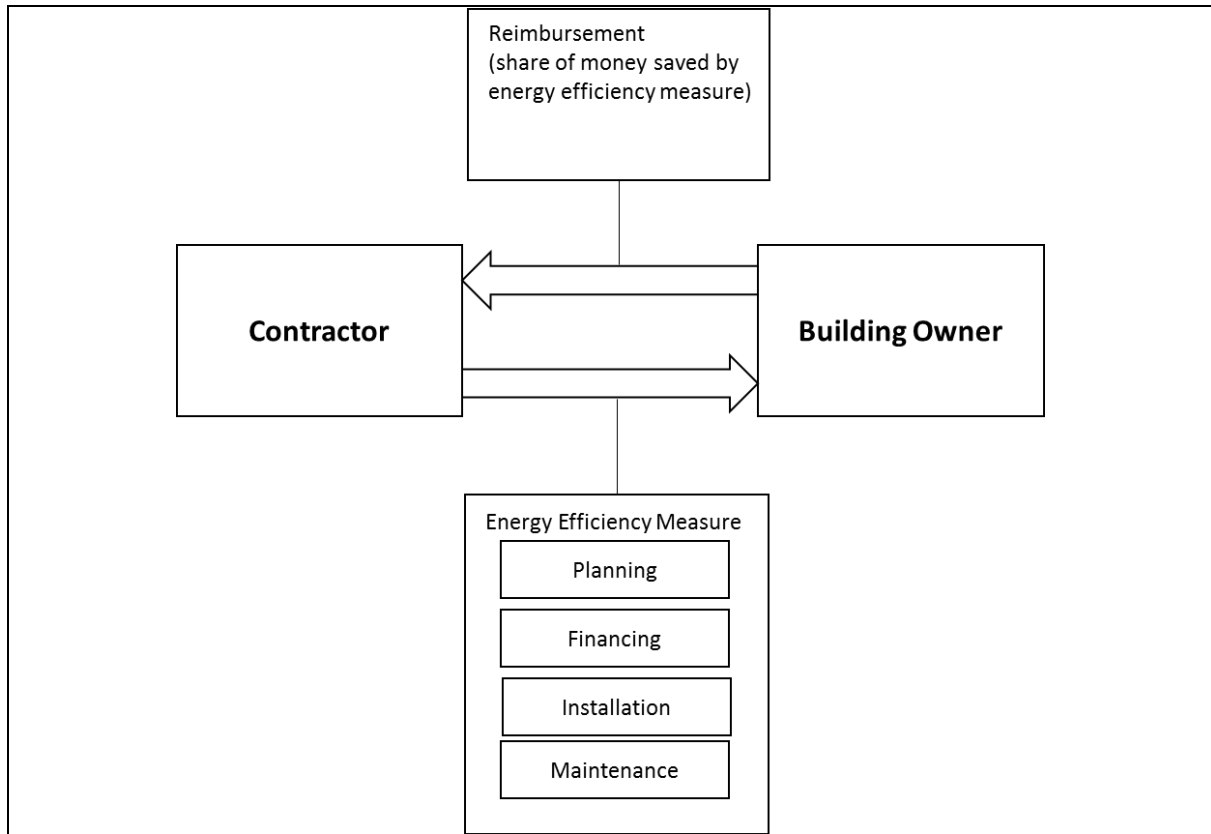 Reimbursement
(share of money saved by
energy efficiency measure)
Contractor
Building Owner
Energy Efficiency Measure
Planning
Financing
Installation
Maintenance